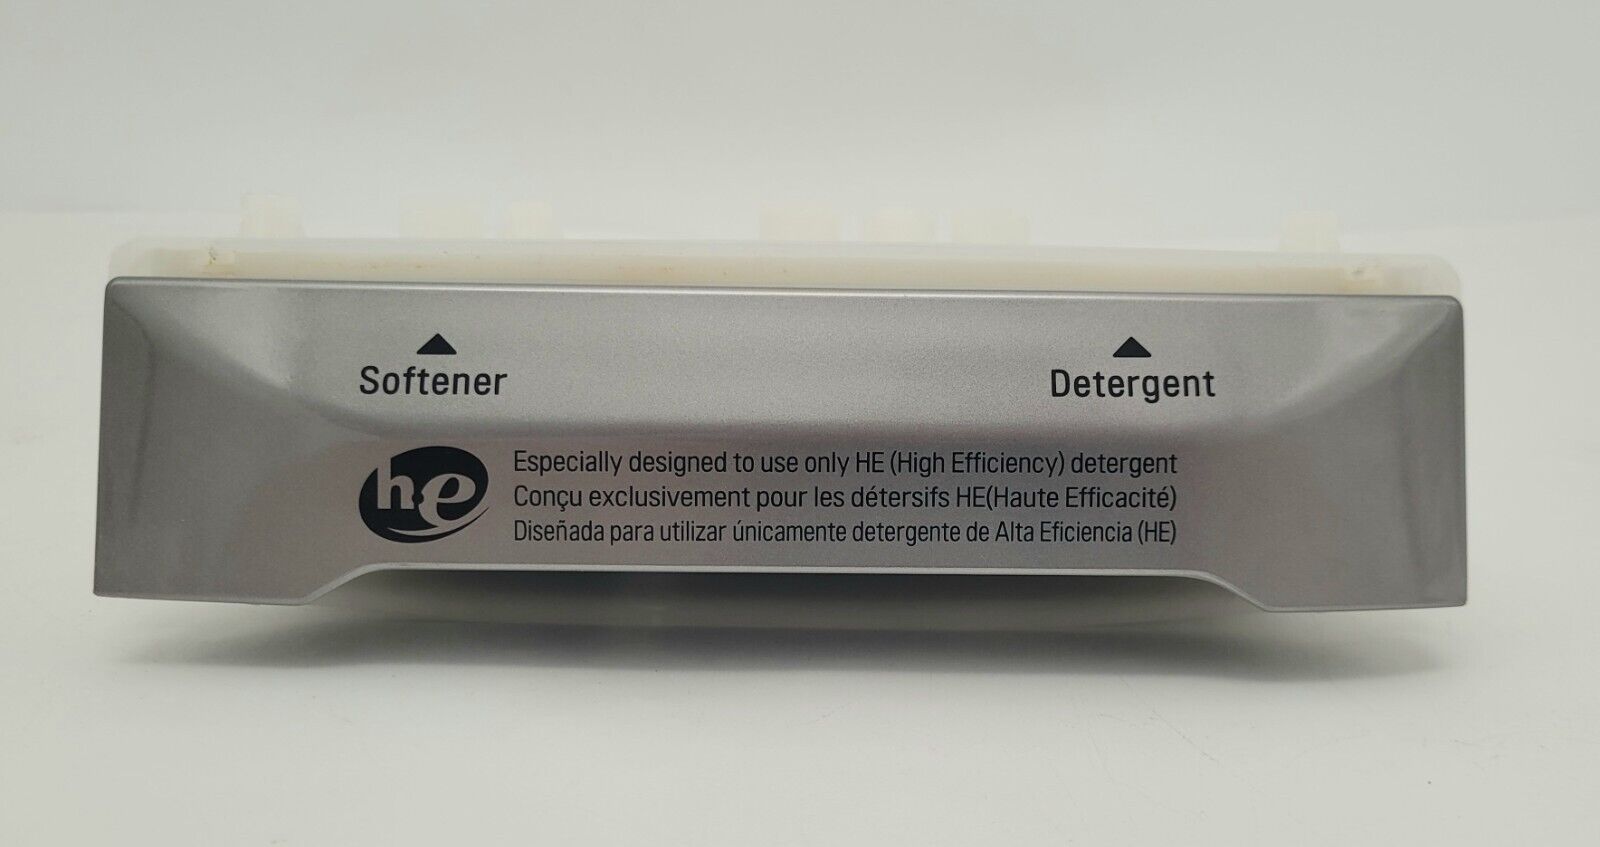 Softener
Detergent
he
Especially designed to use only HE (High Efficiency) detergent
Conçu exclusivement pour les détersifs HE(Haute Efficacité)
Diseñada para utilizar únicamente detergente de Alta Eficiencia (HE)